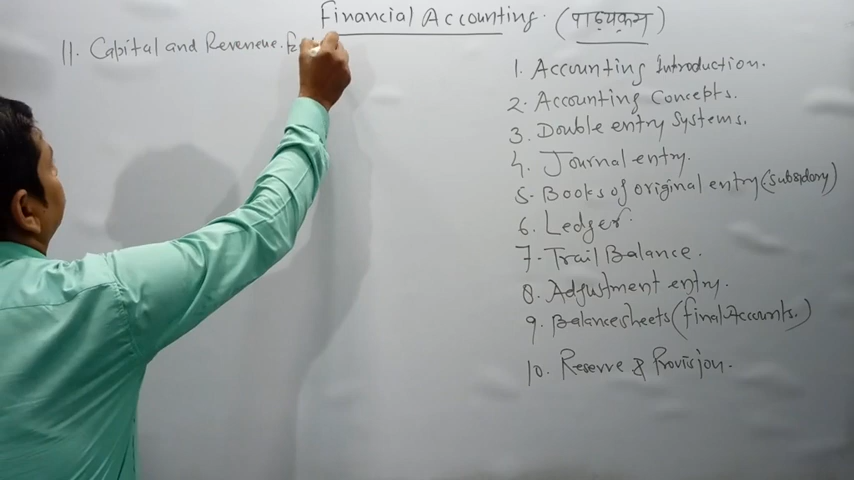 Financial Accounting. (पाठ्यक्रम)
11. Capital and Reveneue.
1. Accounting Introduction.
2. Accounting Concepts.
3. Double entry Systems.
4. Journal entry.
5. Books of original entry (Subsidory)
6. Ledger.
7. Trail Balance.
8. Adjustment entry.
9. Balancesheets (final Accounts.)
10. Reserve & Provision.